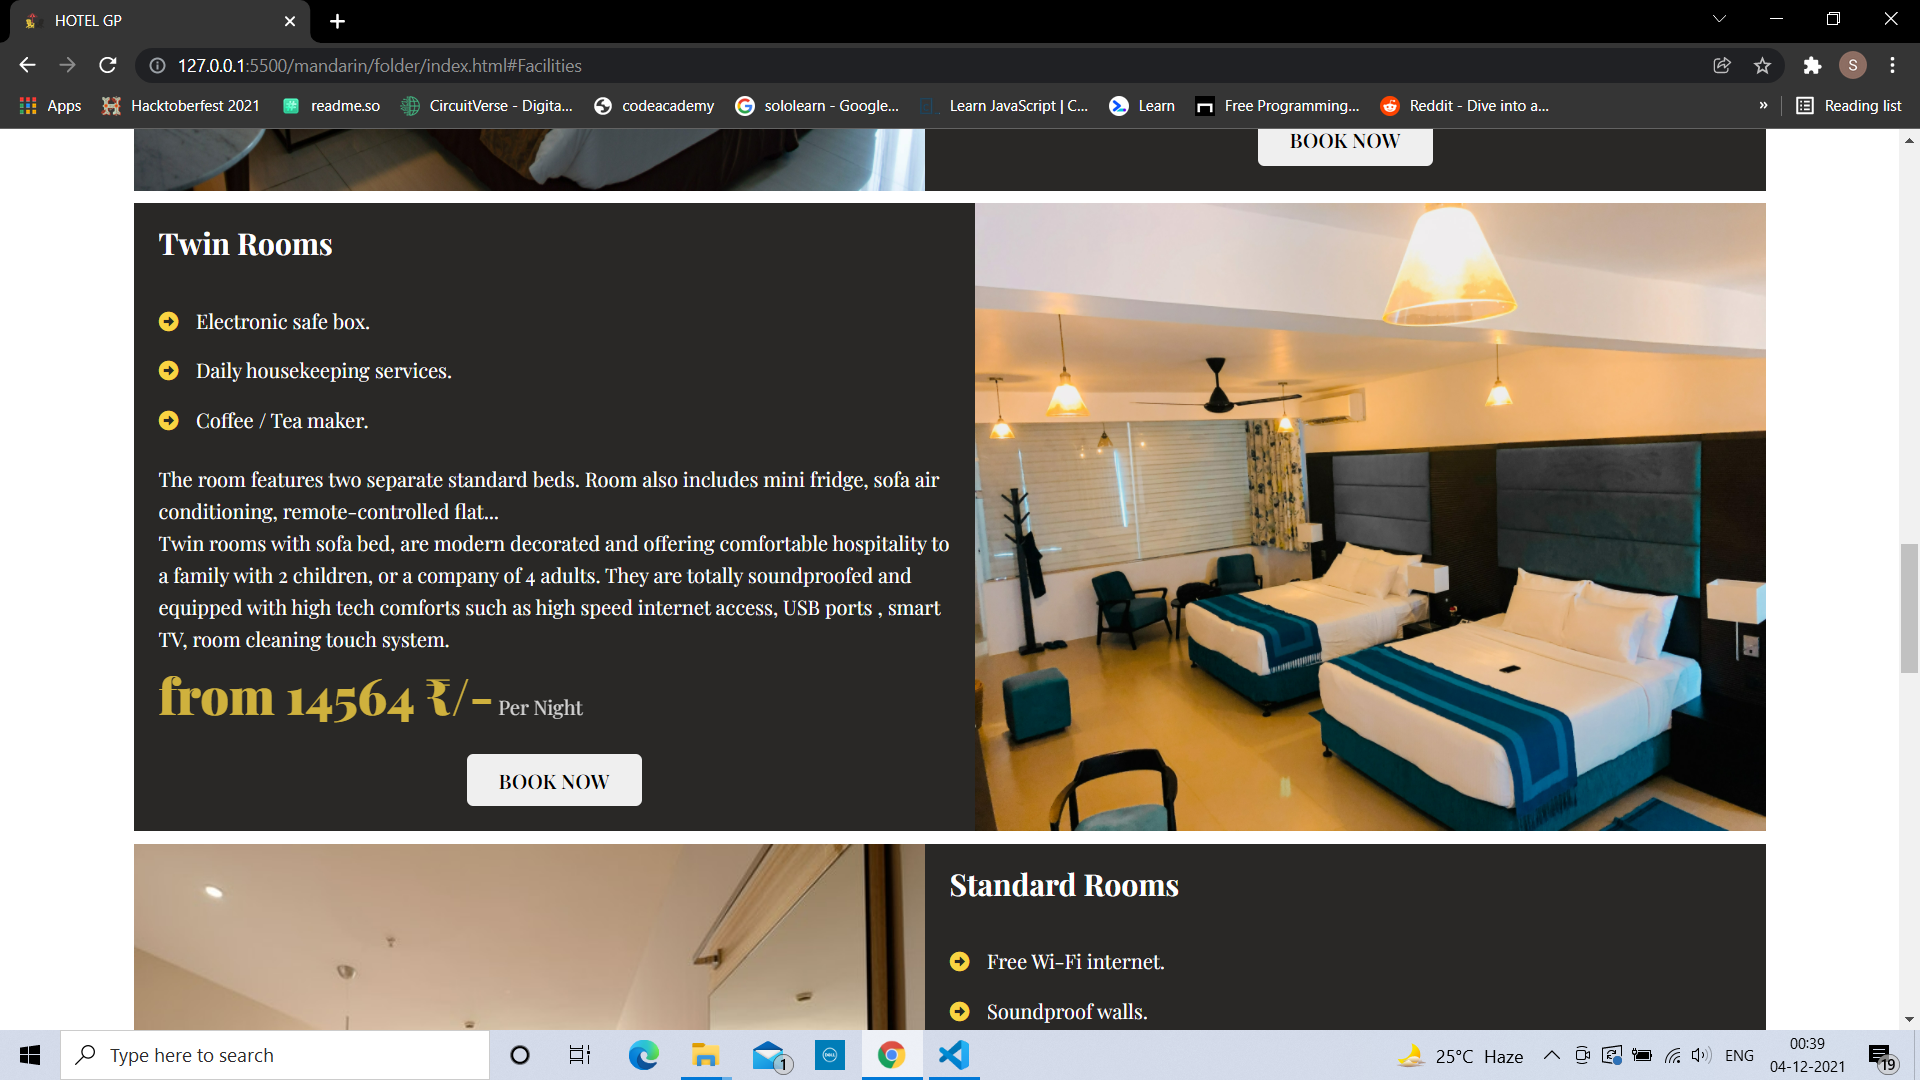 HOTEL GP
127.0.0.1:5500/mandarin/folder/index.html#Facilities
S
Apps
Hacktoberfest 2021
readme.so
CircuitVerse - Digita...
codeacademy
sololearn - Google...
Learn JavaScript | C...
Learn
Free Programming...
Reddit - Dive into a...
»
Reading list
BOOK NOW
Twin Rooms
Electronic safe box.
Daily housekeeping services.
Coffee / Tea maker.
The room features two separate standard beds. Room also includes mini fridge, sofa air
conditioning, remote-controlled flat...
Twin rooms with sofa bed, are modern decorated and offering comfortable hospitality to
a family with 2 children, or a company of 4 adults. They are totally soundproofed and
equipped with high tech comforts such as high speed internet access, USB ports , smart
TV, room cleaning touch system.
from 14564 ₹/- Per Night
BOOK NOW
Standard Rooms
Free Wi-Fi internet.
Soundproof walls.
Type here to search
1
DELL
25°C Haze
ENG
00:39
04-12-2021
19